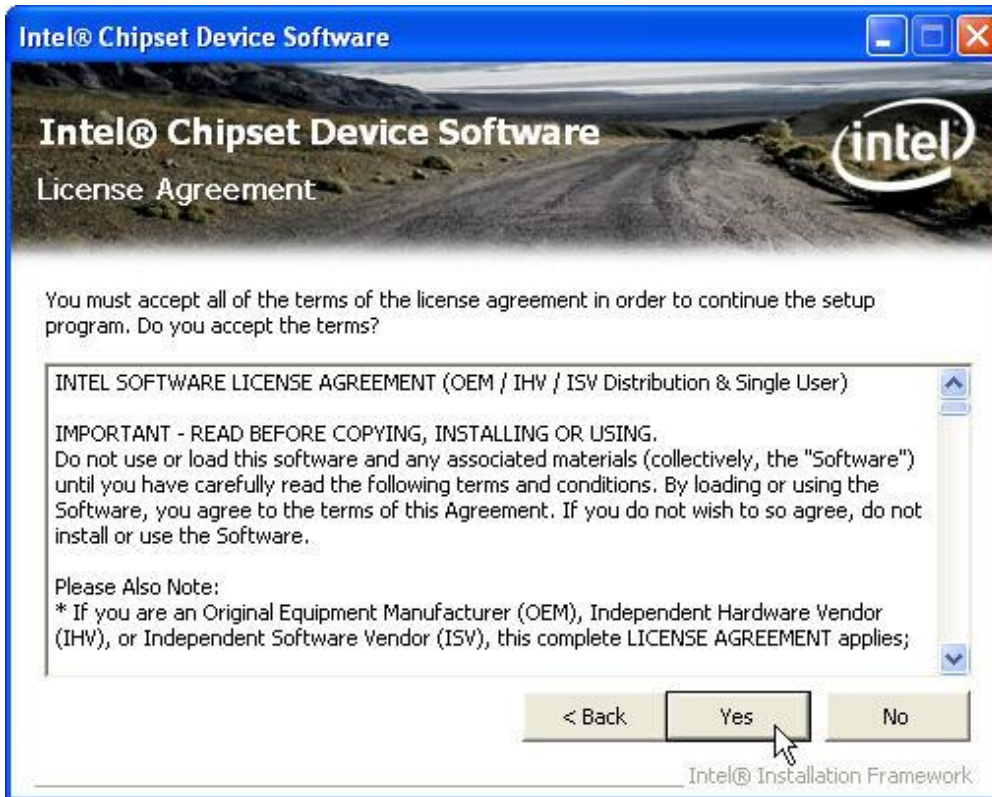 Intel® Chipset Device Software
Intel® Chipset Device Software
intel
License Agreement
You must accept all of the terms of the license agreement in order to continue the setup
program. Do you accept the terms?
INTEL SOFTWARE LICENSE AGREEMENT (OEM / IHV / ISV Distribution & Single User)
IMPORTANT - READ BEFORE COPYING, INSTALLING OR USING.
Do not use or load this software and any associated materials (collectively, the "Software")
until you have carefully read the following terms and conditions. By loading or using the
Software, you agree to the terms of this Agreement. If you do not wish to so agree, do not
install or use the Software.
Please Also Note:
* If you are an Original Equipment Manufacturer (OEM), Independent Hardware Vendor
(IHV), or Independent Software Vendor (ISV), this complete LICENSE AGREEMENT applies;
< Back Yes No
Intel® Installation Framework